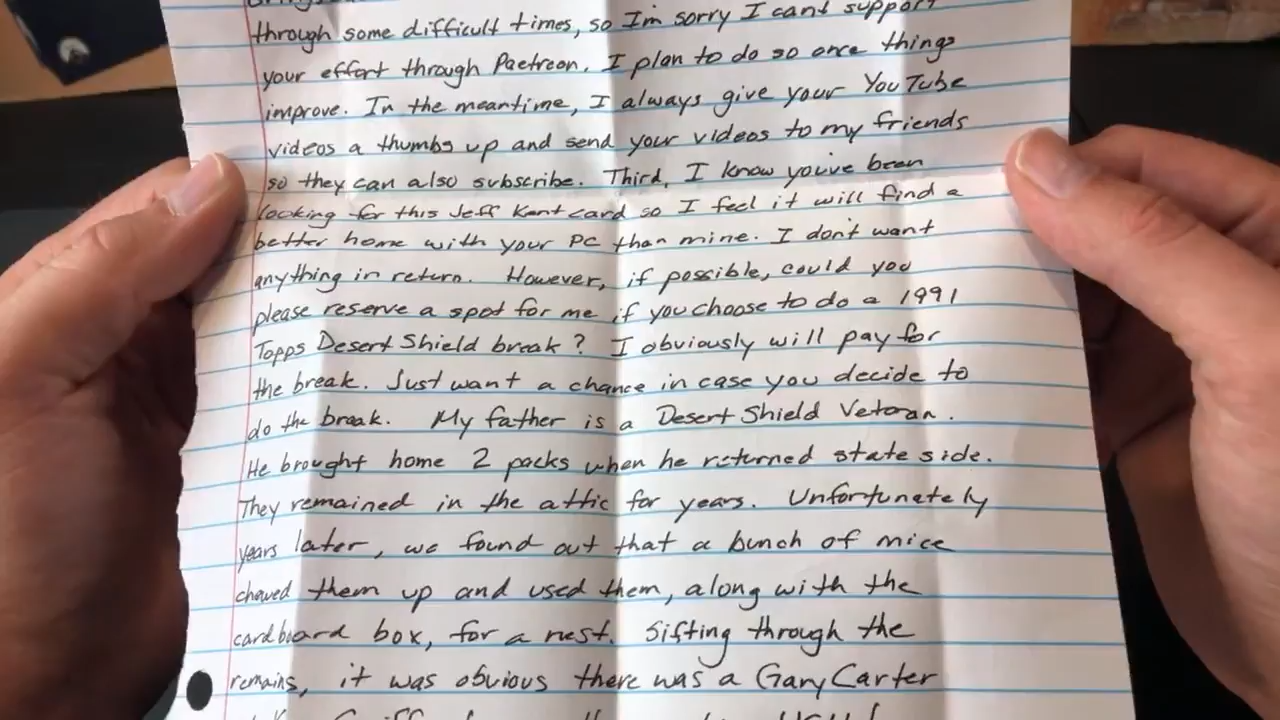 through some difficult times, so I'm sorry I cant support
your effort through Paetreon. I plan to do so once things
improve. In the meantime, I always give your YouTube
videos a thumbs up and send your videos to my friends
so they can also subscribe. Third, I know you've been
looking for this Jeff Kent card so I feel it will find a
better home with your PC than mine. I don't want
anything in return. However, if possible, could you
please reserve a spot for me if you choose to do a 1991
Topps Desert Shield break? I obviously will pay for
the break. Just want a chance in case you decide to
do the break. My father is a Desert Shield Veteran.
He brought home 2 packs when he returned state side.
They remained in the attic for years. Unfortunately
years later, we found out that a bunch of mice
chewed them up and used them, along with the
cardboard box, for a nest. Sifting through the
remains, it was obvious there was a Gary Carter